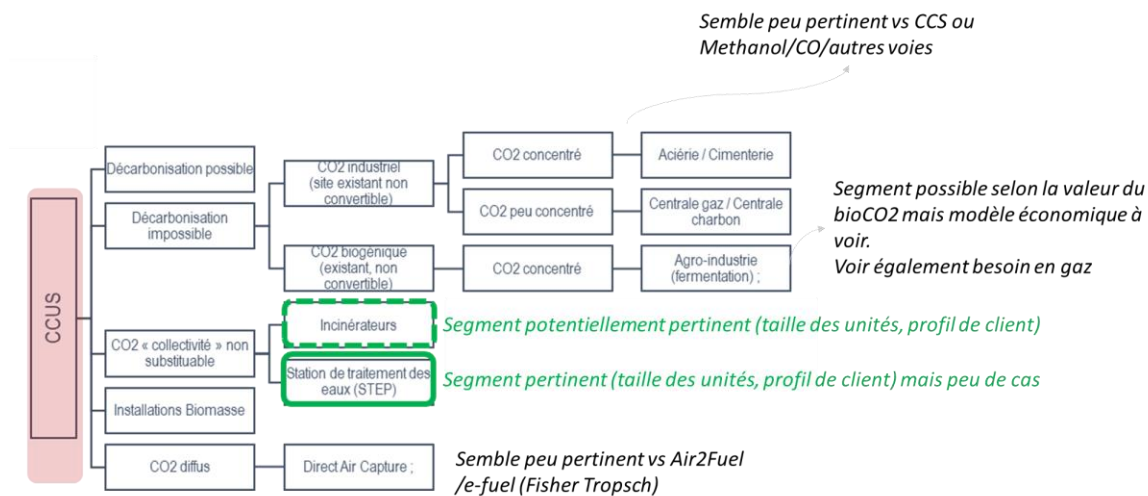 Semble peu pertinent vs CCS ou
Methanol/CO/autres voies
CCUS
Décarbonisation possible
Décarbonisation
impossible
CO2 industriel
(site existant non
convertible)
CO2 concentré
Aciérie / Cimenterie
CO2 peu concentré
Centrale gaz / Centrale
charbon
CO2 biogénique
(existant, non
convertible)
CO2 concentré
Agro-industrie
(fermentation) ;
Segment possible selon la valeur du
bioCO2 mais modèle économique à
voir.
Voir également besoin en gaz
CO2 « collectivité » non
substituable
Incinérateurs
Segment potentiellement pertinent (taille des unités, profil de client)
Station de traitement des
eaux (STEP)
Segment pertinent (taille des unités, profil de client) mais peu de cas
Installations Biomasse
CO2 diffus
Direct Air Capture ;
Semble peu pertinent vs Air2Fuel
/e-fuel (Fisher Tropsch)